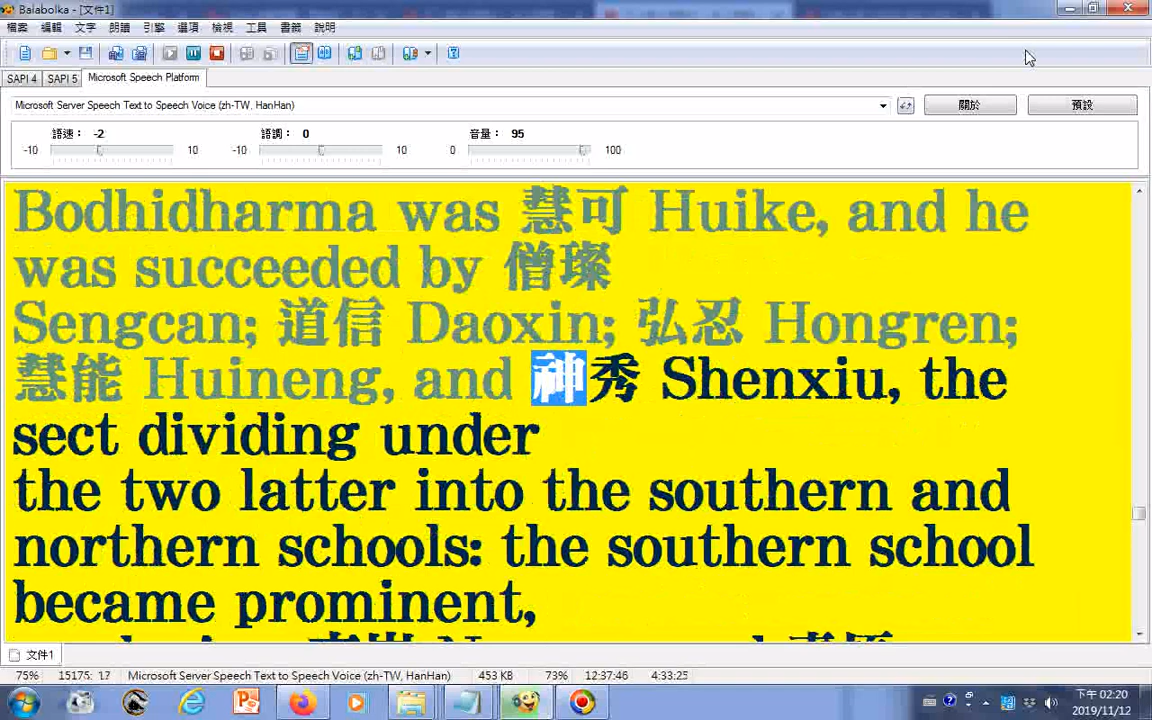 Balabolka - [文件1]
檔案 編輯 文字 朗讀 引擎 選項 檢視 工具 書籤 說明
SAPI 4 SAPI 5 Microsoft Speech Platform
Microsoft Server Speech Text to Speech Voice (zh-TW, HanHan) 關於 預設
語速： -2 語調： 0 音量： 95
-10 10 -10 10 0 100
Bodhidharma was 慧可 Huike, and he
was succeeded by 僧璨
Sengcan; 道信 Daoxin; 弘忍 Hongren;
慧能 Huineng, and 神秀 Shenxiu, the
sect dividing under
the two latter into the southern and
northern schools: the southern school
became prominent,
文件1
75% 15175: 17 Microsoft Server Speech Text to Speech Voice (zh-TW, HanHan) 453 KB 73% 12:37:46 4:33:25
下午 02:20
2019/11/12